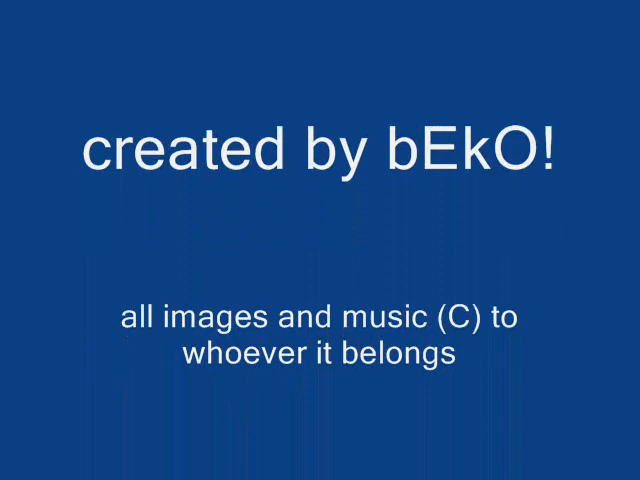 created by bEkO!
all images and music (C) to
whoever it belongs